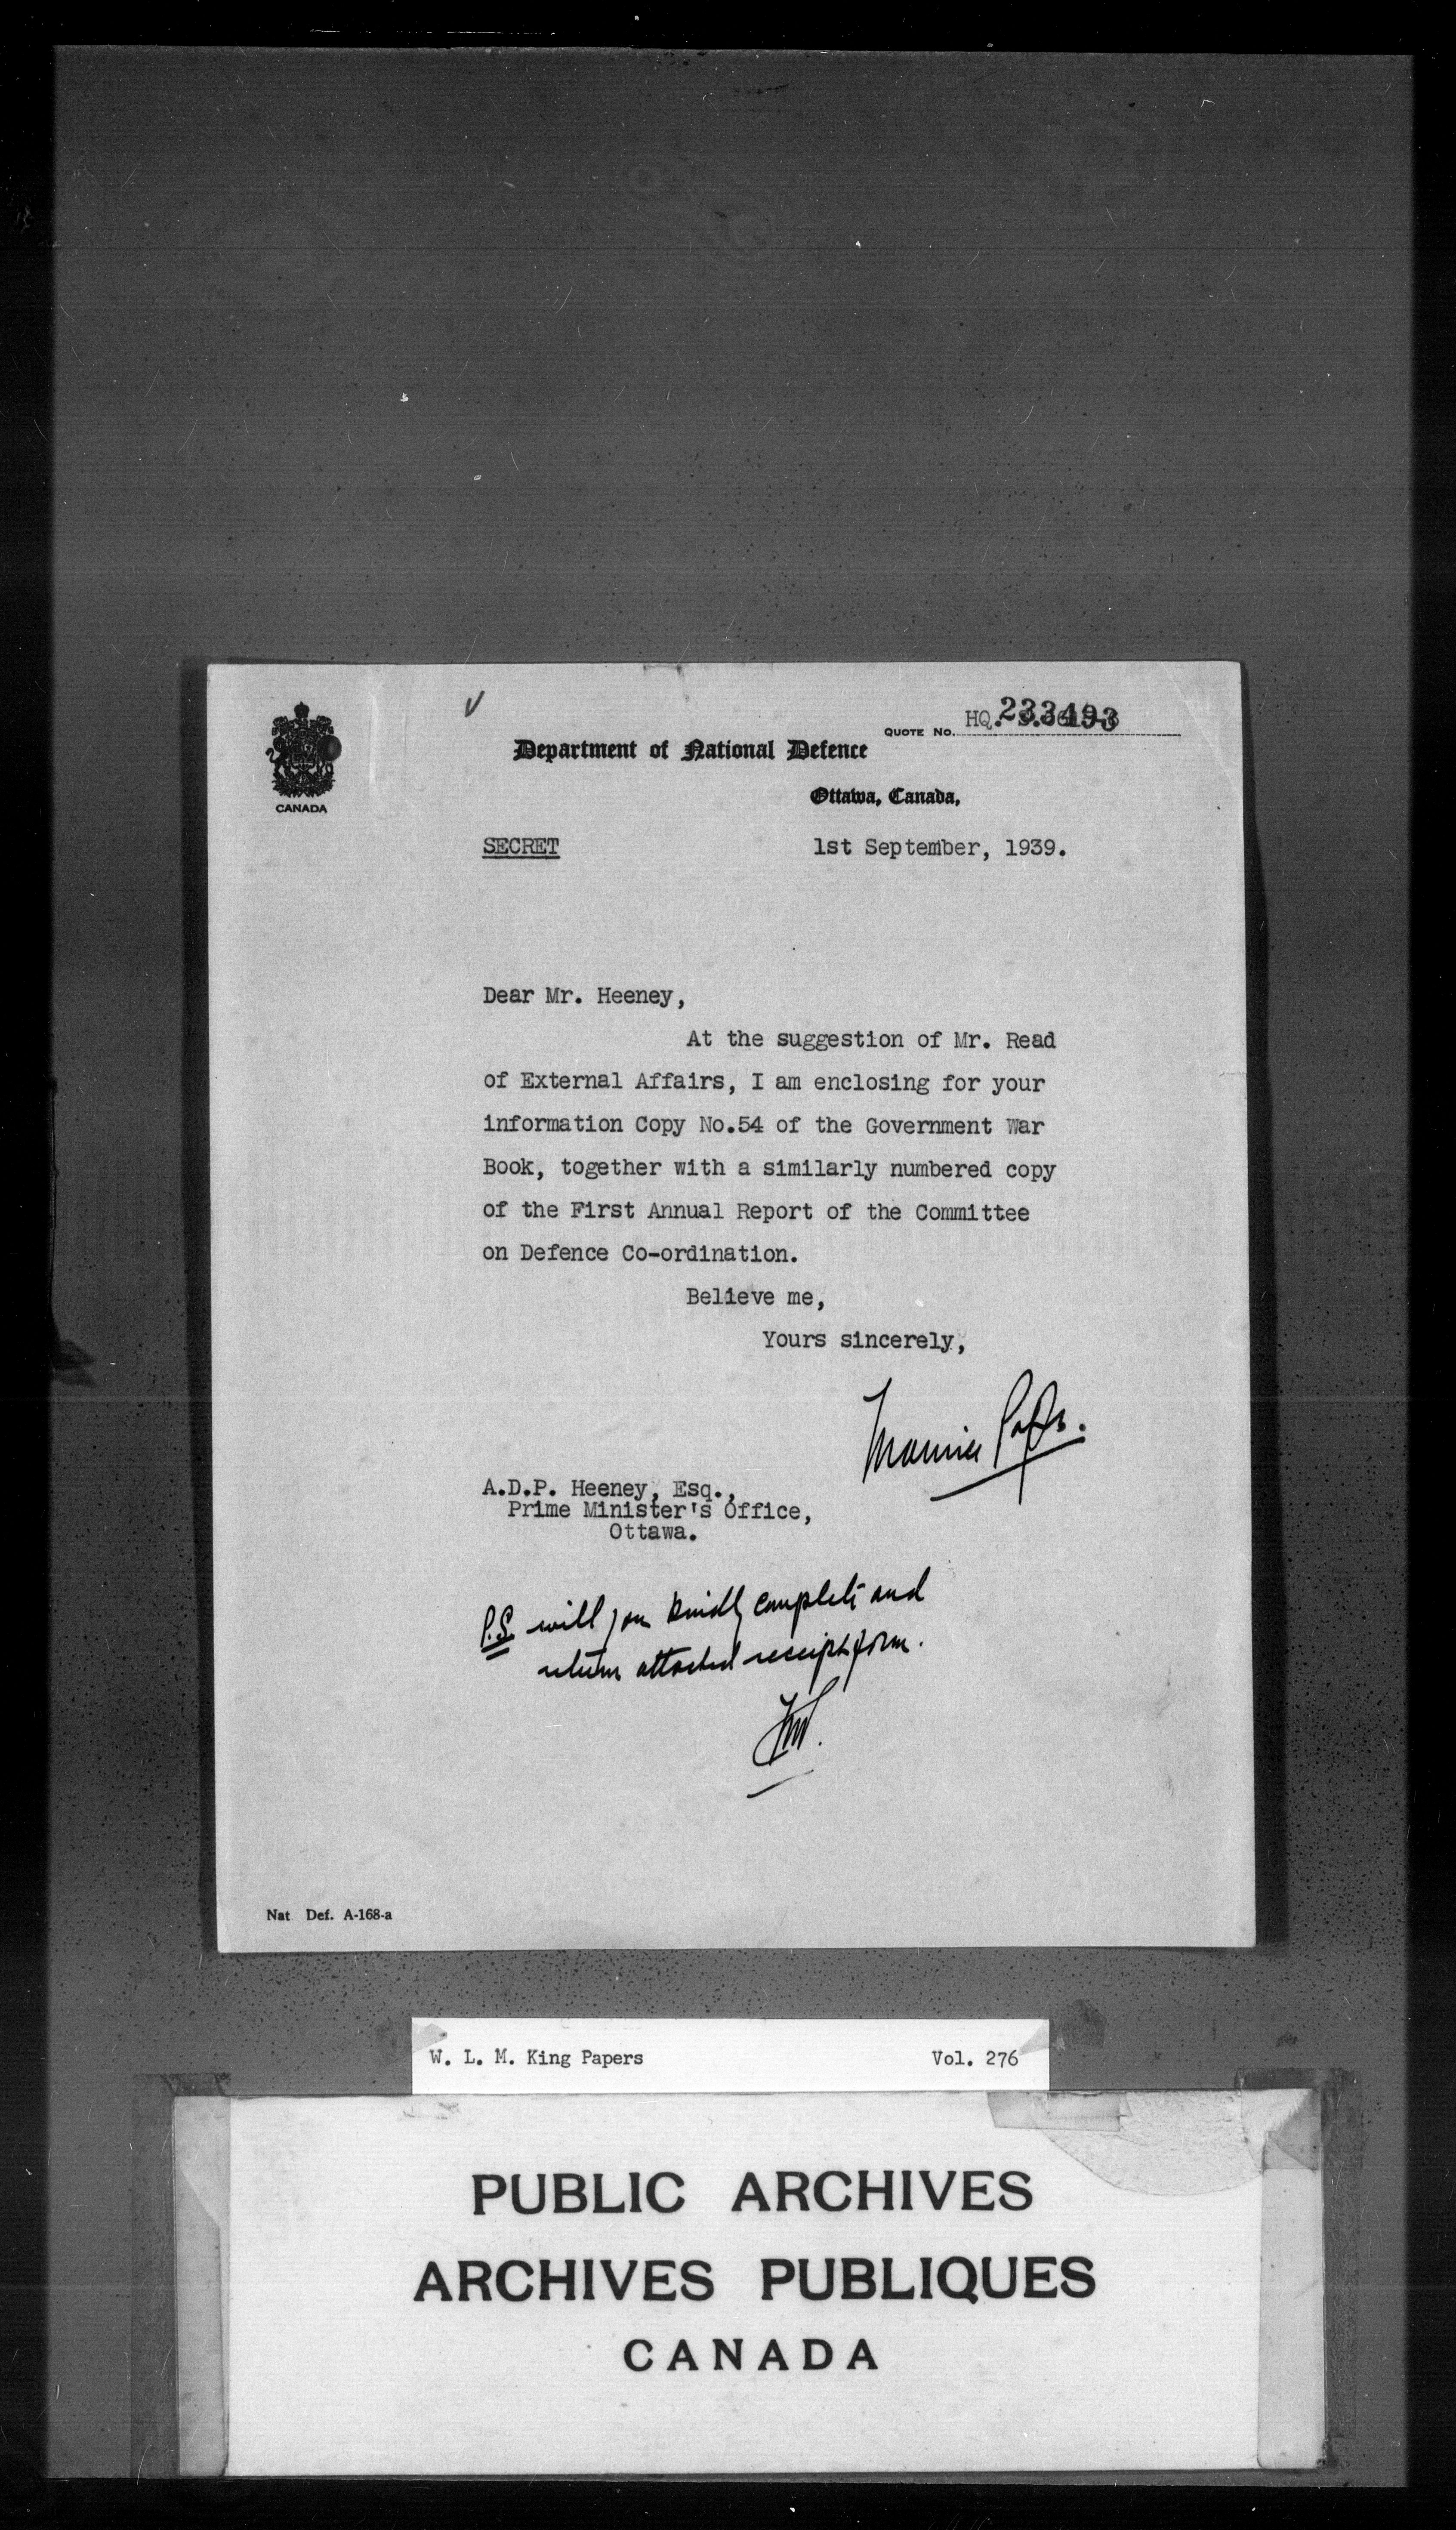 QUOTE No. HQ. 233493
Department of National Defence
CANADA
Ottawa, Canada,
SECRET 1st September, 1939.
Dear Mr. Heeney,
At the suggestion of Mr. Read
of External Affairs, I am enclosing for your
information Copy No.54 of the Government War
Book, together with a similarly numbered copy
of the First Annual Report of the Committee
on Defence Co-ordination.
Believe me,
Yours sincerely,
Maurice Pope.
A.D.P. Heeney, Esq.,
Prime Minister's Office,
Ottawa.
P.S. will you kindly complete and
return attached receipt form.
Nat Def. A-168-a
W. L. M. King Papers Vol. 276
PUBLIC ARCHIVES
ARCHIVES PUBLIQUES
CANADA